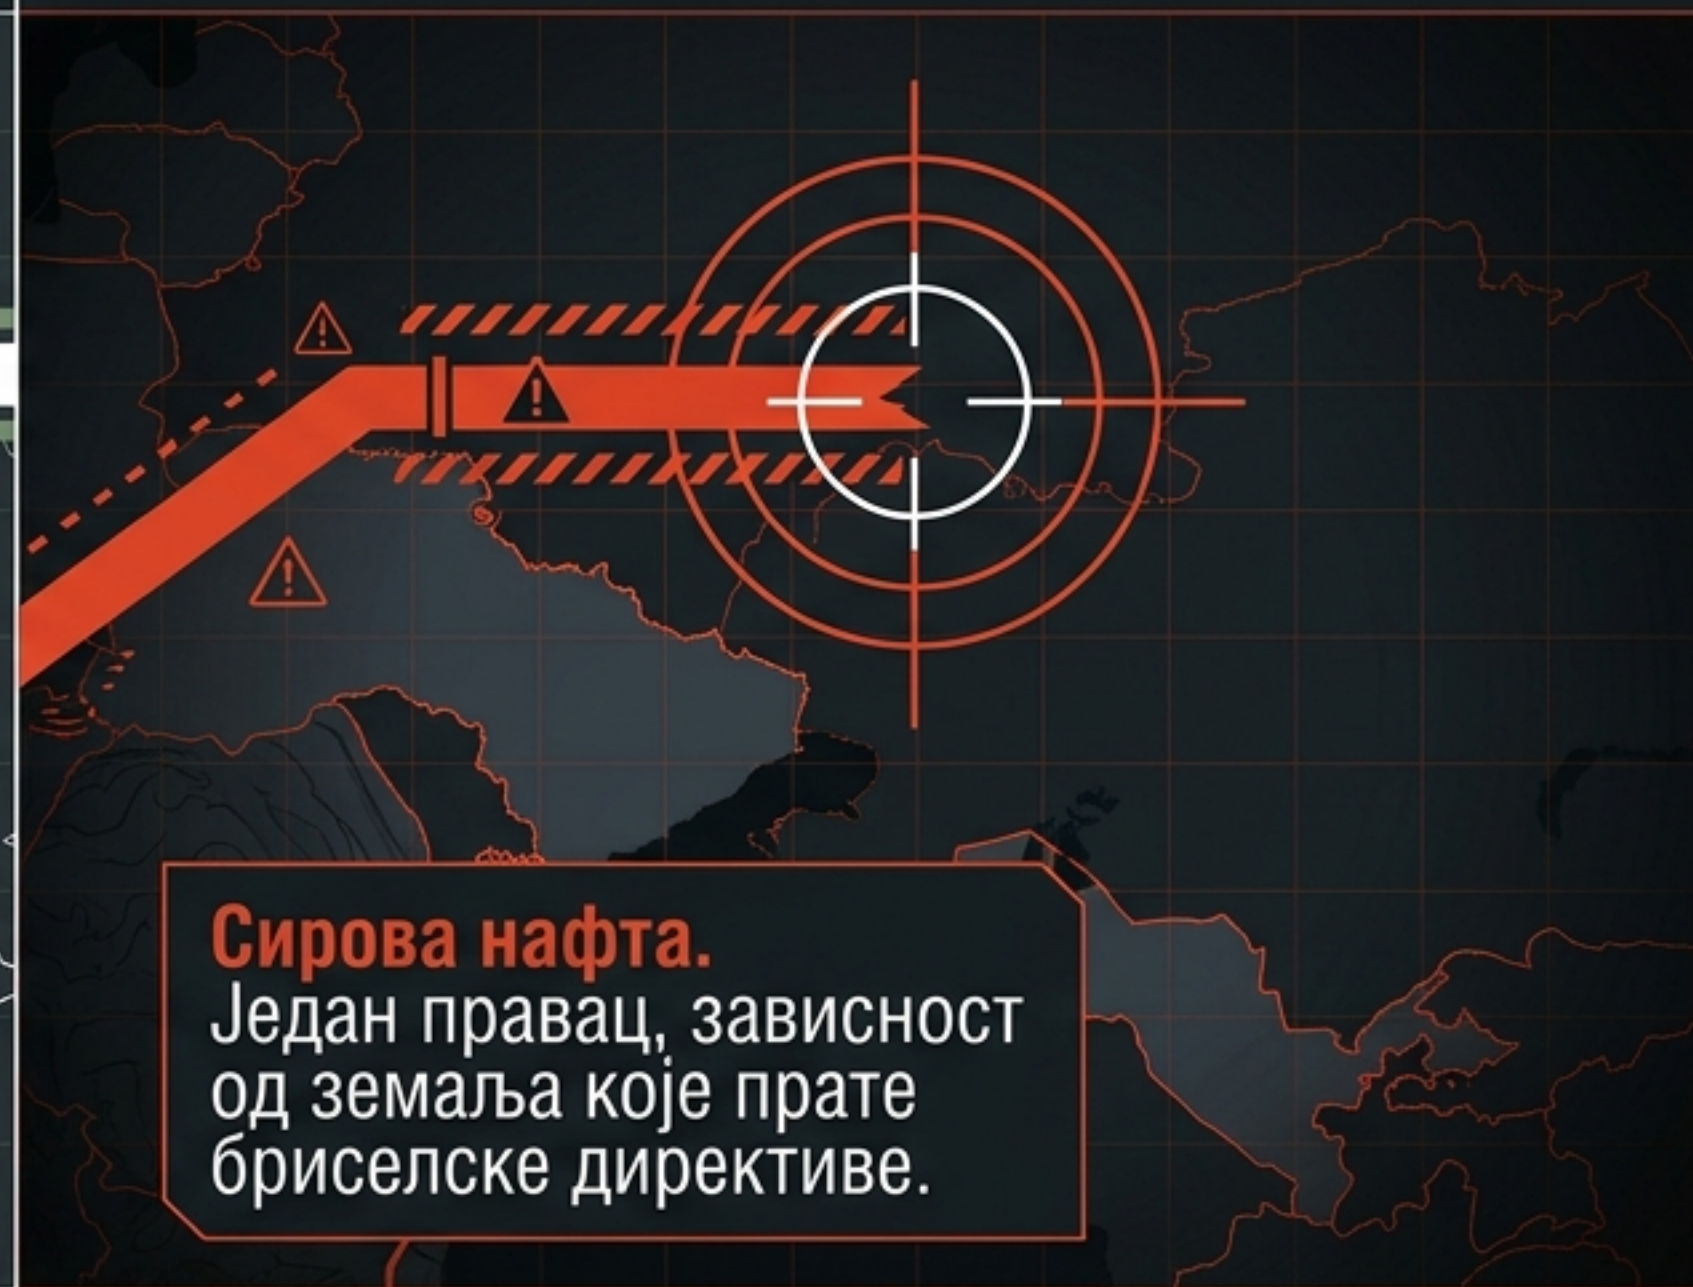 Сирова нафта.
Један правац, зависност
од земаља које прате
бриселске директиве.